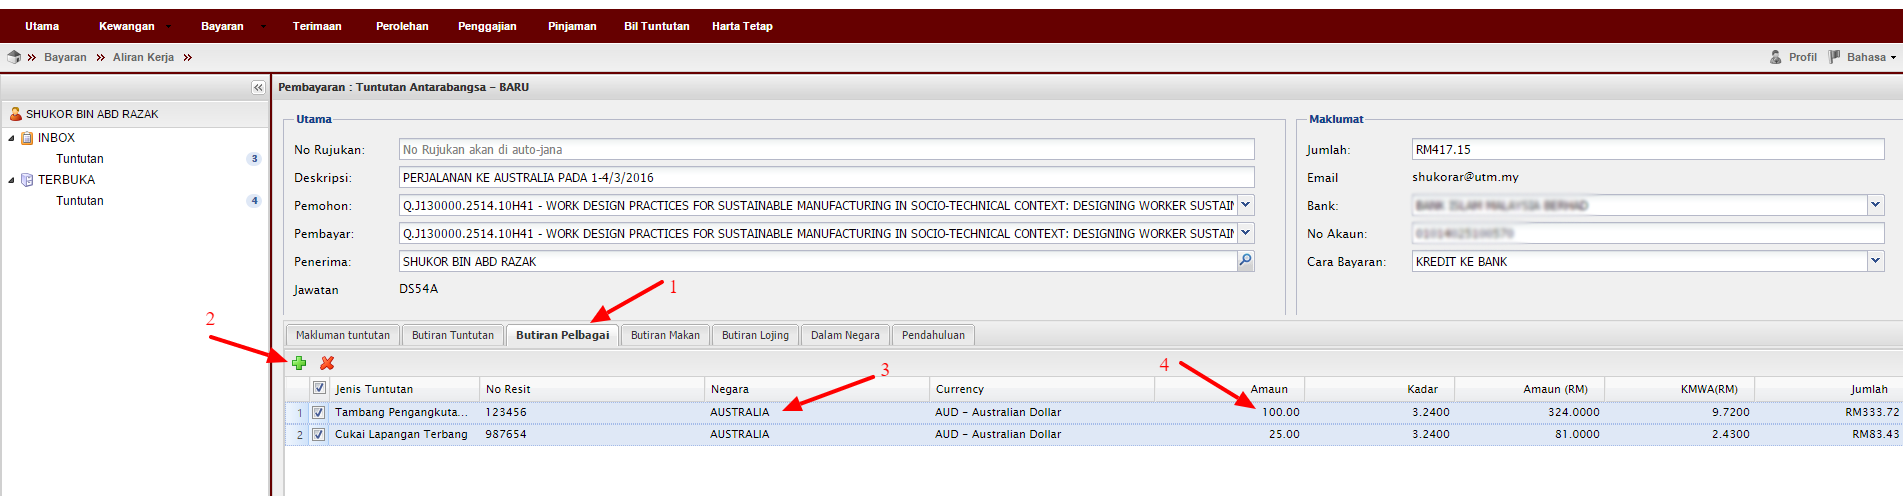 Utama Kewangan Bayaran Terimaan Perolehan Penggajian Pinjaman Bil Tuntutan Harta Tetap
» Bayaran » Aliran Kerja » Profil Bahasa
«
Pembayaran : Tuntutan Antarabangsa - BARU
SHUKOR BIN ABD RAZAK
INBOX
Tuntutan 3
TERBUKA
Tuntutan 4
Utama
No Rujukan: No Rujukan akan di auto-jana
Deskripsi: PERJALANAN KE AUSTRALIA PADA 1-4/3/2016
Pemohon: Q.J130000.2514.10H41 - WORK DESIGN PRACTICES FOR SUSTAINABLE MANUFACTURING IN SOCIO-TECHNICAL CONTEXT: DESIGNING WORKER SUSTAIN
Pembayar: Q.J130000.2514.10H41 - WORK DESIGN PRACTICES FOR SUSTAINABLE MANUFACTURING IN SOCIO-TECHNICAL CONTEXT: DESIGNING WORKER SUSTAIN
Penerima: SHUKOR BIN ABD RAZAK
Jawatan DS54A
Maklumat
Jumlah: RM417.15
Email shukorar@utm.my
Bank:
No Akaun:
Cara Bayaran: KREDIT KE BANK
1
2
Makluman tuntutan Butiran Tuntutan Butiran Pelbagai Butiran Makan Butiran Lojing Dalam Negara Pendahuluan
3
4
Jenis Tuntutan No Resit Negara Currency Amaun Kadar Amaun (RM) KMWA(RM) Jumlah
1 Tambang Pengangkuta... 123456 AUSTRALIA AUD - Australian Dollar 100.00 3.2400 324.0000 9.7200 RM333.72
2 Cukai Lapangan Terbang 987654 AUSTRALIA AUD - Australian Dollar 25.00 3.2400 81.0000 2.4300 RM83.43